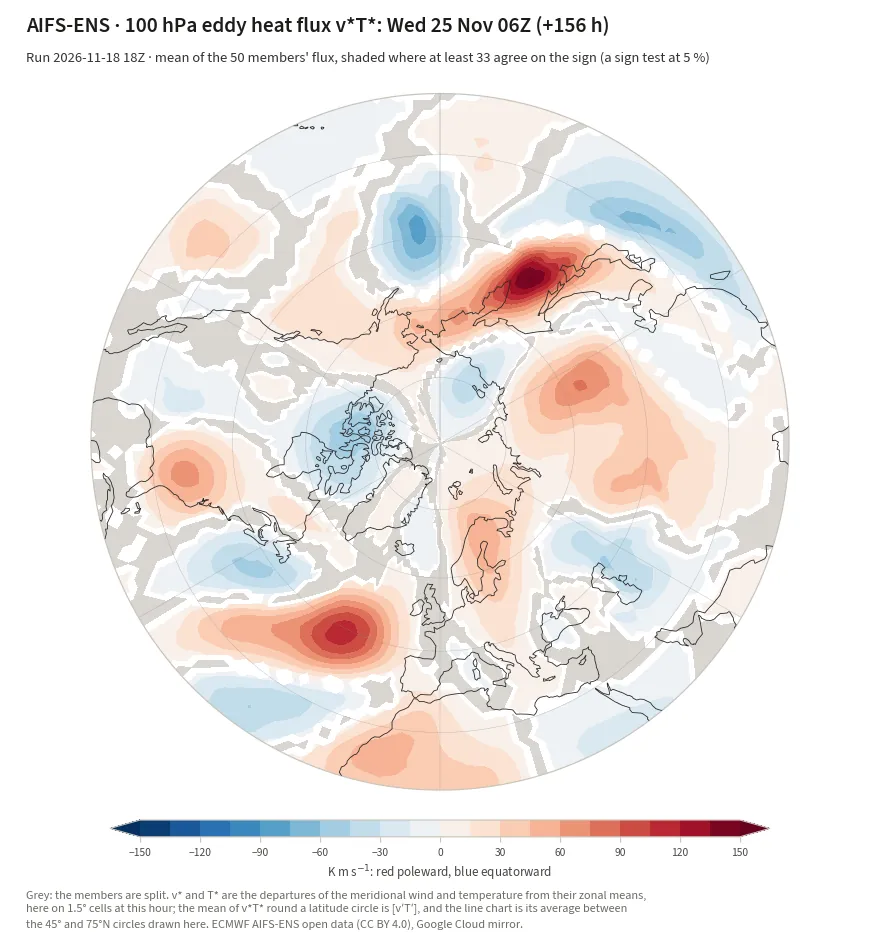 AIFS-ENS · 100 hPa eddy heat flux v*T*: Wed 25 Nov 06Z (+156 h)
Run 2026-11-18 18Z · mean of the 50 members' flux, shaded where at least 33 agree on the sign (a sign test at 5 %)
−150 −120 −90 −60 −30 0 30 60 90 120 150
K m s⁻¹: red poleward, blue equatorward
Grey: the members are split. v* and T* are the departures of the meridional wind and temperature from their zonal means,
here on 1.5° cells at this hour; the mean of v*T* round a latitude circle is [v'T'], and the line chart is its average between
the 45° and 75°N circles drawn here. ECMWF AIFS-ENS open data (CC BY 4.0), Google Cloud mirror.